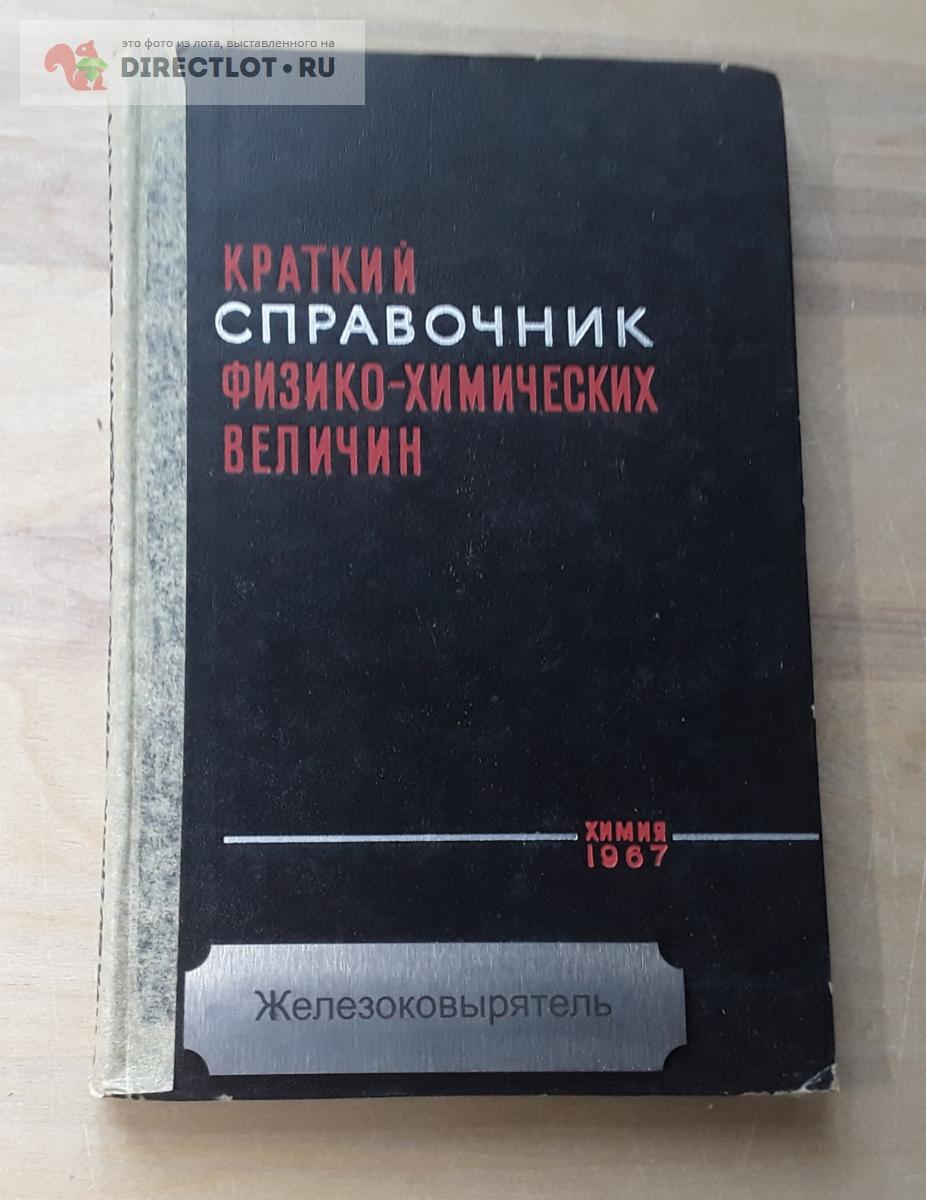 это фото из лота, выставленного на
DIRECTLOT•RU
КРАТКИЙ
СПРАВОЧНИК
ФИЗИКО-ХИМИЧЕСКИХ
ВЕЛИЧИН
ХИМИЯ
1967
Железоковырятель